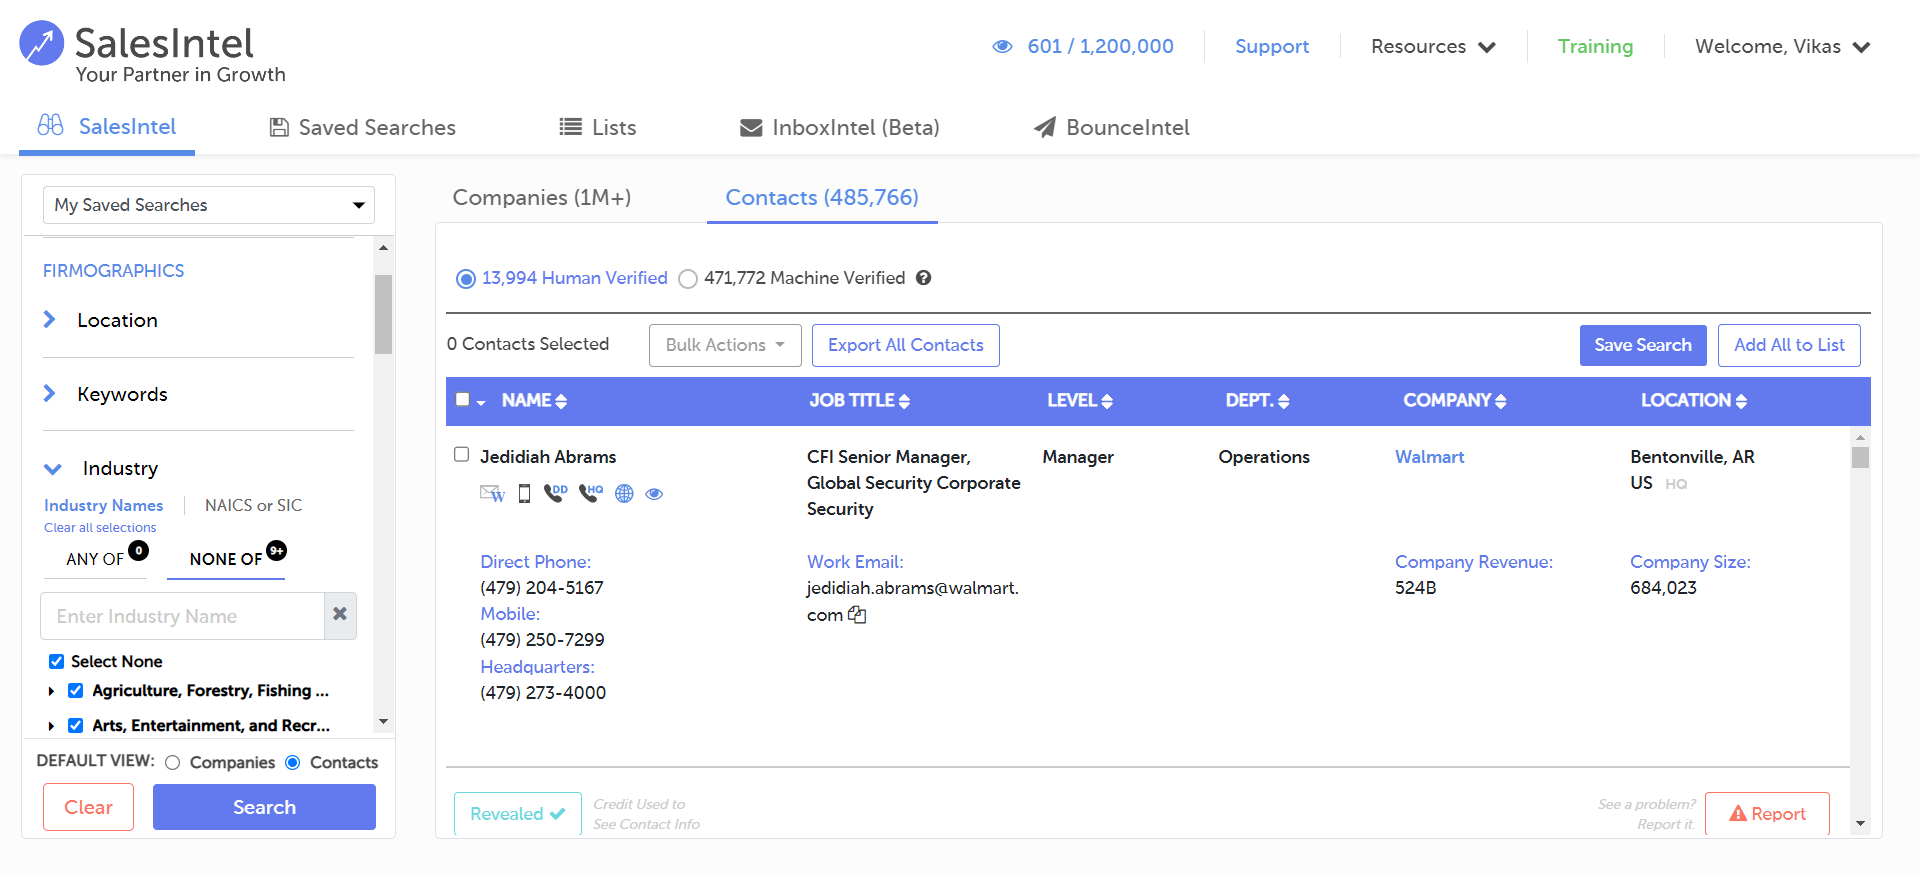 SalesIntel
Your Partner in Growth
601 / 1,200,000
Support
Resources
Training
Welcome, Vikas
SalesIntel
Saved Searches
Lists
InboxIntel (Beta)
BounceIntel
My Saved Searches
FIRMOGRAPHICS
Location
Keywords
Industry
Industry Names
NAICS or SIC
Clear all selections
ANY OF 0
NONE OF 9+
Enter Industry Name
Select None
Agriculture, Forestry, Fishing ...
Arts, Entertainment, and Recr...
DEFAULT VIEW: Companies Contacts
Clear
Search
Companies (1M+)
Contacts (485,766)
13,994 Human Verified
471,772 Machine Verified ?
0 Contacts Selected
Bulk Actions
Export All Contacts
Save Search
Add All to List
NAME
JOB TITLE
LEVEL
DEPT.
COMPANY
LOCATION
Jedidiah Abrams
W
DD
HQ
CFI Senior Manager,
Global Security Corporate
Security
Manager
Operations
Walmart
Bentonville, AR
US HQ
Direct Phone:
(479) 204-5167
Mobile:
(479) 250-7299
Headquarters:
(479) 273-4000
Work Email:
jedidiah.abrams@walmart.
com
Company Revenue:
524B
Company Size:
684,023
Revealed
Credit Used to
See Contact Info
See a problem?
Report it.
Report